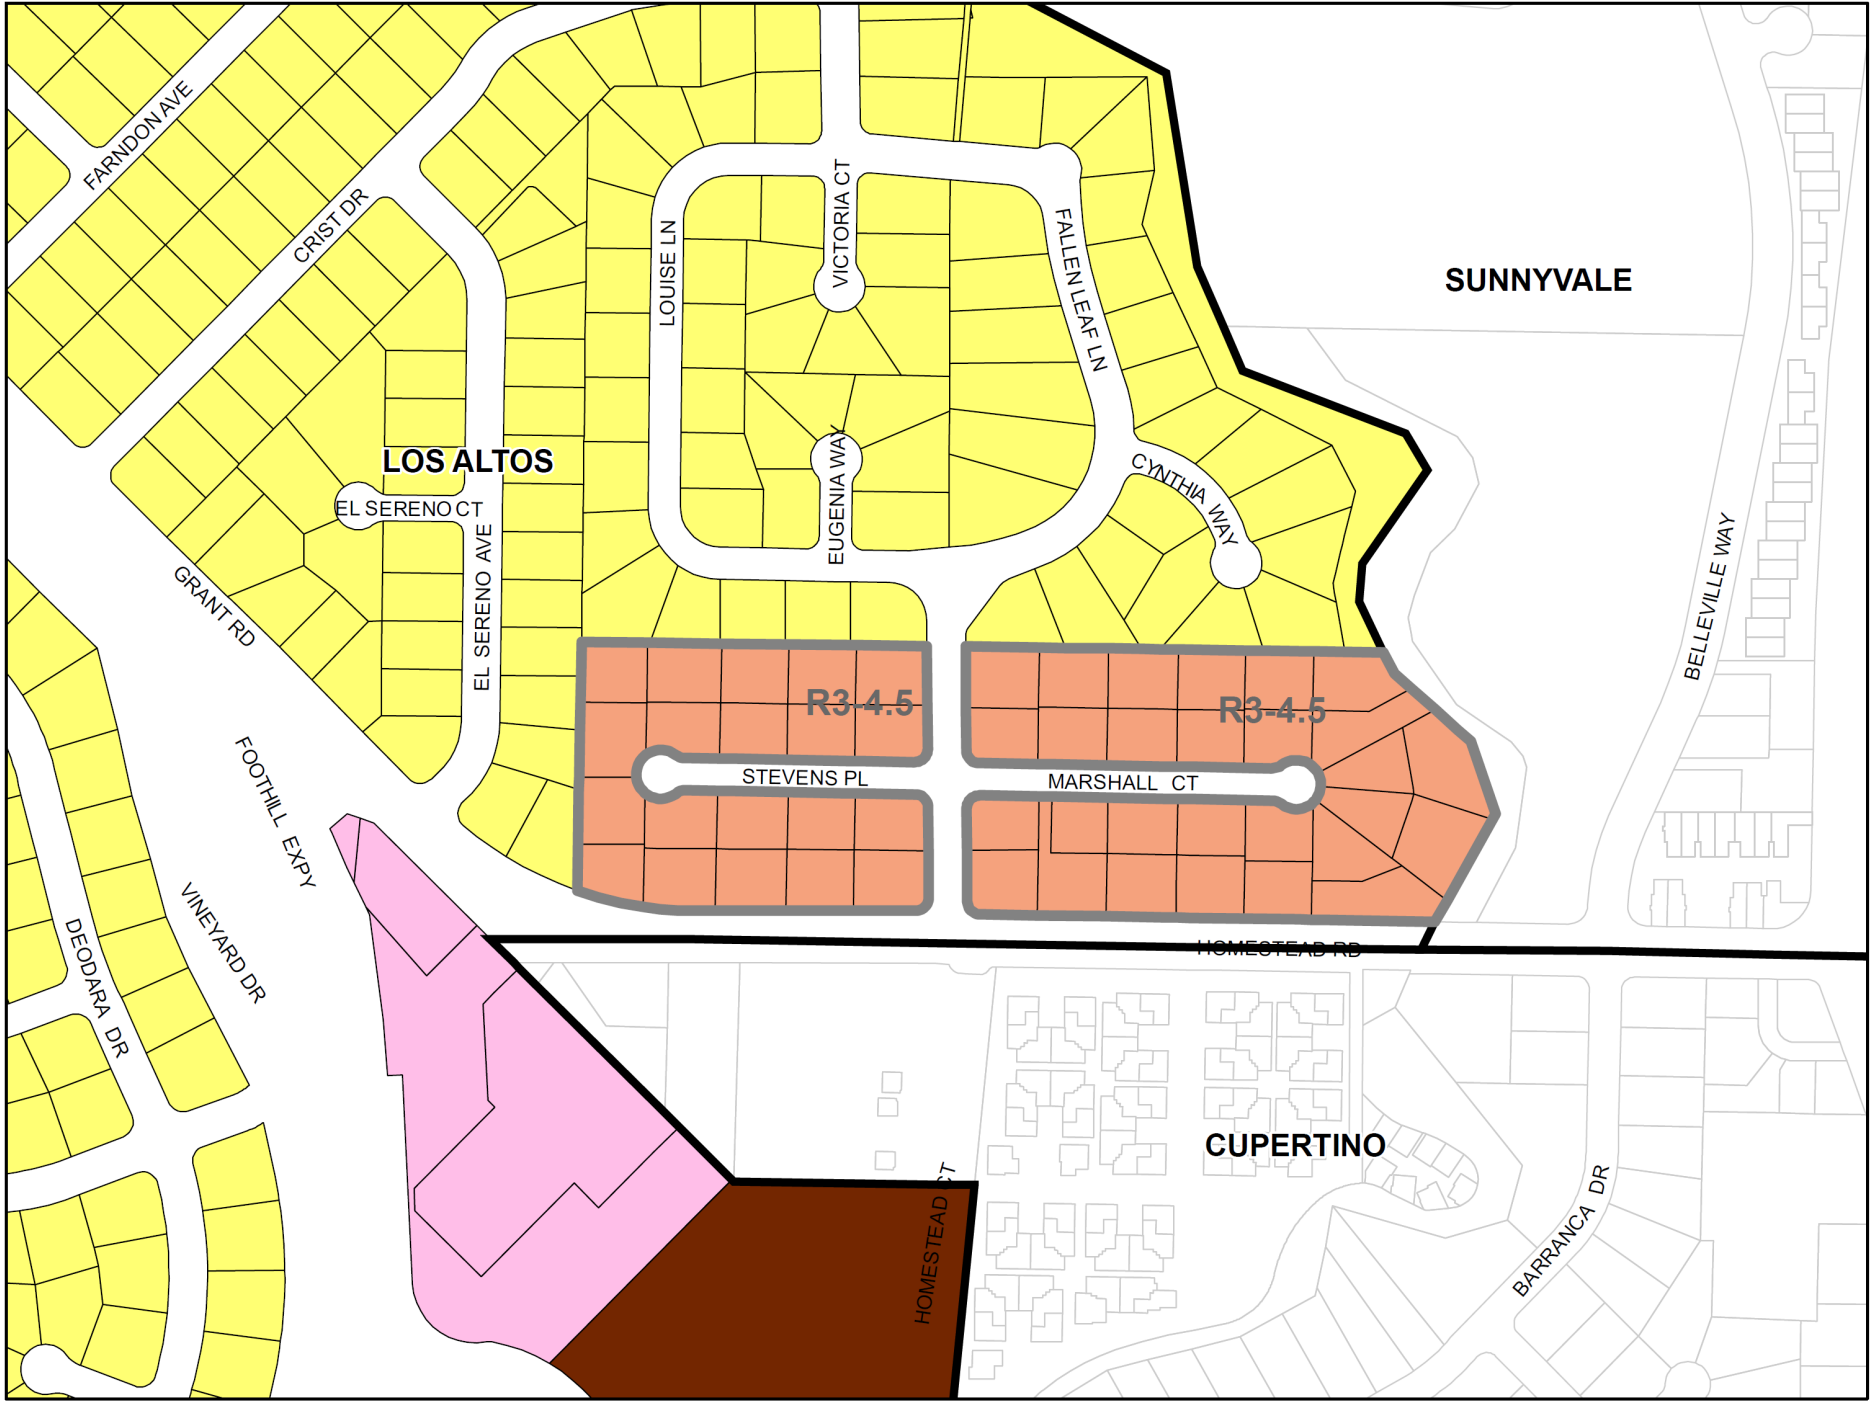 FARNDON AVE
CRIST DR
VICTORIA CT
LOUISE LN
FALLEN LEAF LN
SUNNYVALE
LOS ALTOS
EUGENIA WAY
CYNTHIA WAY
EL SERENO CT
EL SERENO AVE
GRANT RD
BELLEVILLE WAY
R3-4.5
R3-4.5
STEVENS PL
MARSHALL CT
FOOTHILL EXPY
VINEYARD DR
DEODARA DR
HOMESTEAD RD
CUPERTINO
HOMESTEAD CT
BARRANCA DR